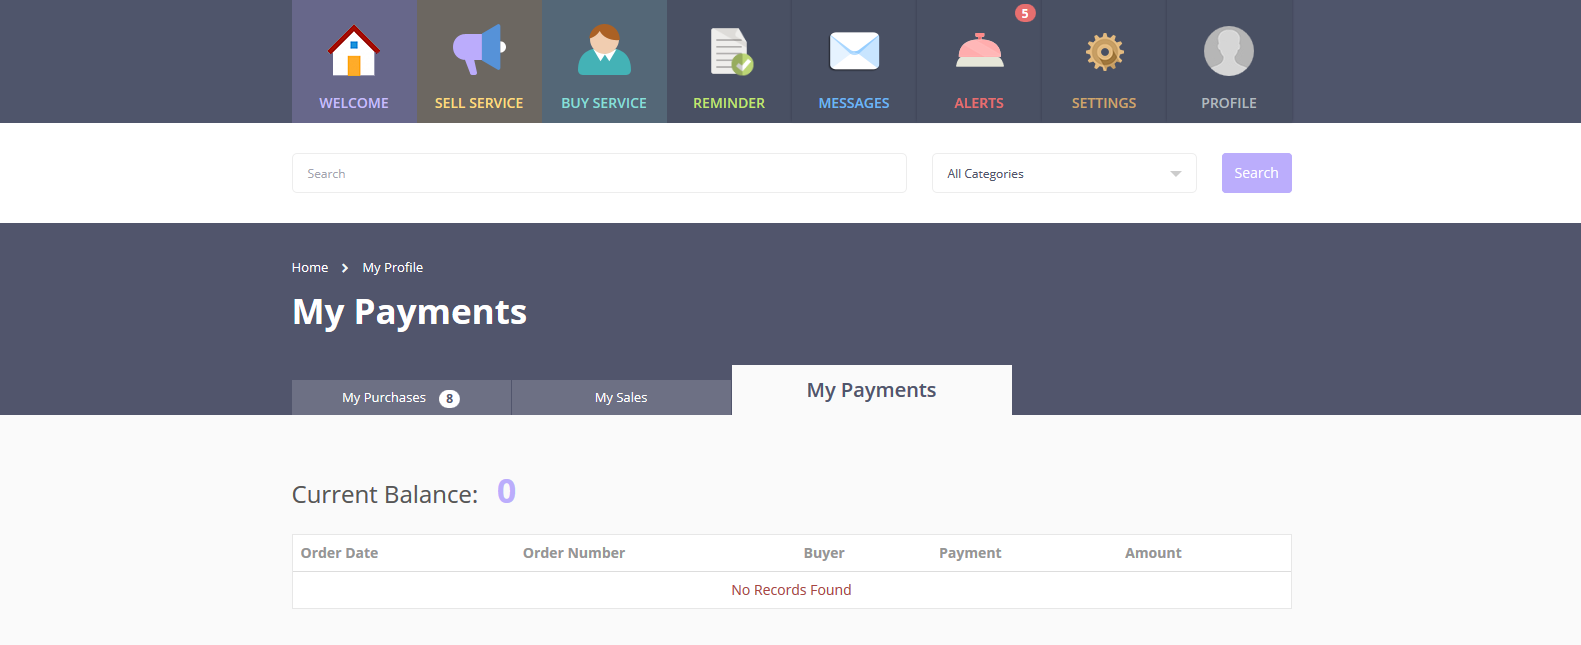 5
WELCOME SELL SERVICE BUY SERVICE REMINDER MESSAGES ALERTS SETTINGS PROFILE
Search All Categories Search
Home My Profile
My Payments
My Purchases 8 My Sales My Payments
Current Balance: 0
Order Date Order Number Buyer Payment Amount
No Records Found